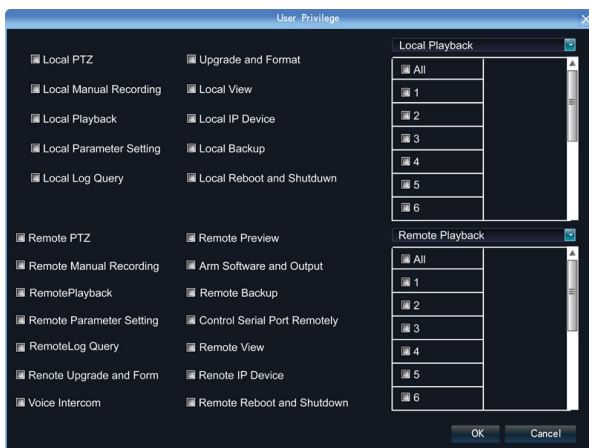 User Privilege
Local PTZ
Upgrade and Format
Local Manual Recording
Local View
Local Playback
Local IP Device
Local Parameter Setting
Local Backup
Local Log Query
Local Reboot and Shutduwn
Local Playback
All
1
2
3
4
5
6
Remote PTZ
Remote Preview
Remote Manual Recording
Arm Software and Output
RemotePlayback
Remote Backup
Remote Parameter Setting
Control Serial Port Remotely
RemoteLog Query
Remote View
Renote Upgrade and Form
Renote IP Device
Voice Intercom
Remote Reboot and Shutdown
Remote Playback
All
1
2
3
4
5
6
OK
Cancel